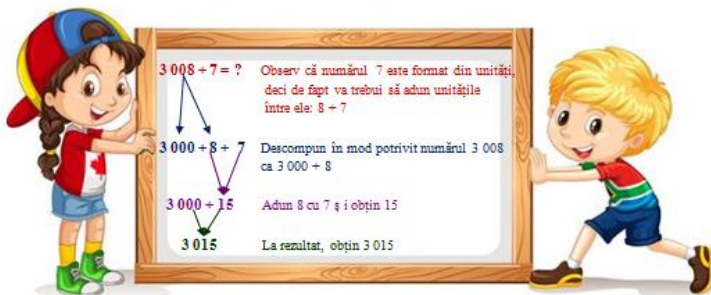 3 008 + 7 = ? Observ că numărul 7 este format din unități,
deci de fapt va trebui să adun unitățile
între ele: 8 + 7
3 000 + 8 + 7 Descompun în mod potrivit numărul 3 008
ca 3 000 + 8
3 000 + 15 Adun 8 cu 7 ș i obțin 15
3 015 La rezultat, obțin 3 015